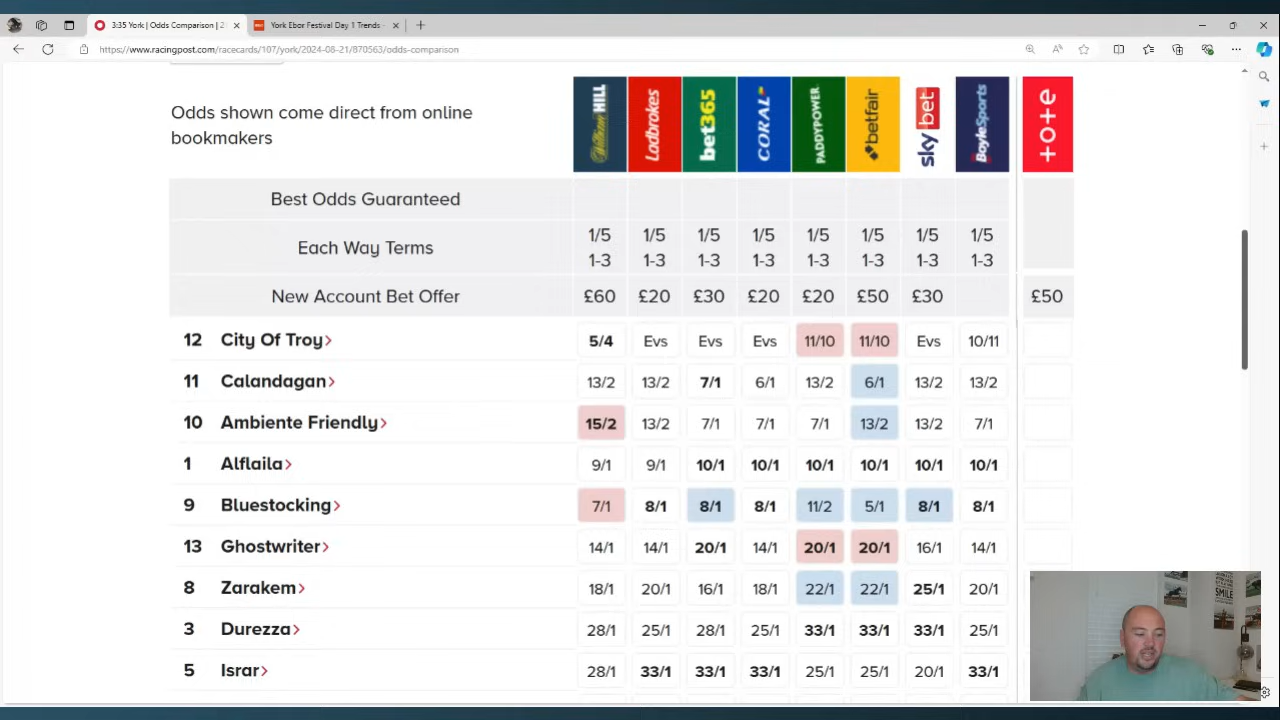 3:35 York | Odds Comparison | 2
York Ebor Festival Day 1 Trends -
https://www.racingpost.com/racecards/107/york/2024-08-21/870563/odds-comparison
Odds shown come direct from online
bookmakers
William HILL Ladbrokes bet365 CORAL PADDYPOWER betfair sky bet BoyleSports +o+e
Best Odds Guaranteed
Each Way Terms 1/5 1/5 1/5 1/5 1/5 1/5 1/5 1/5
1-3 1-3 1-3 1-3 1-3 1-3 1-3 1-3
New Account Bet Offer £60 £20 £30 £20 £20 £50 £30 £50
12 City Of Troy> 5/4 Evs Evs Evs 11/10 11/10 Evs 10/11
11 Calandagan> 13/2 13/2 7/1 6/1 13/2 6/1 13/2 13/2
10 Ambiente Friendly> 15/2 13/2 7/1 7/1 7/1 13/2 13/2 7/1
1 Alflaila> 9/1 9/1 10/1 10/1 10/1 10/1 10/1 10/1
9 Bluestocking> 7/1 8/1 8/1 8/1 11/2 5/1 8/1 8/1
13 Ghostwriter> 14/1 14/1 20/1 14/1 20/1 20/1 16/1 14/1
8 Zarakem> 18/1 20/1 16/1 18/1 22/1 22/1 25/1 20/1
3 Durezza> 28/1 25/1 28/1 25/1 33/1 33/1 33/1 25/1
5 Israr> 28/1 33/1 33/1 33/1 25/1 25/1 20/1 33/1
SMILE